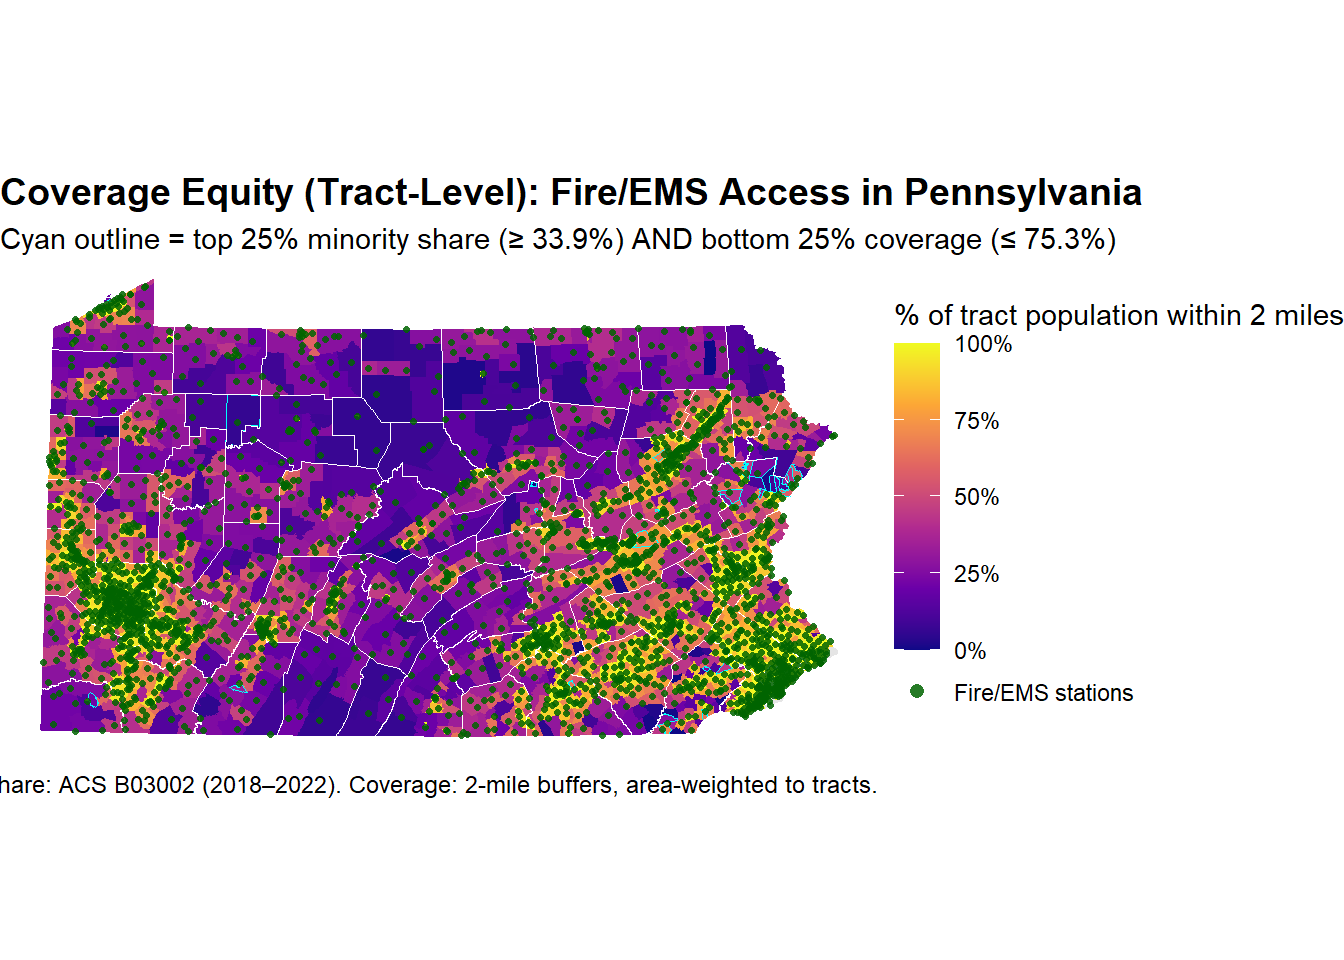 Coverage Equity (Tract-Level): Fire/EMS Access in Pennsylvania
Cyan outline = top 25% minority share (≥ 33.9%) AND bottom 25% coverage (≤ 75.3%)
% of tract population within 2 miles
100%
75%
50%
25%
0%
Fire/EMS stations
hare: ACS B03002 (2018–2022). Coverage: 2-mile buffers, area-weighted to tracts.